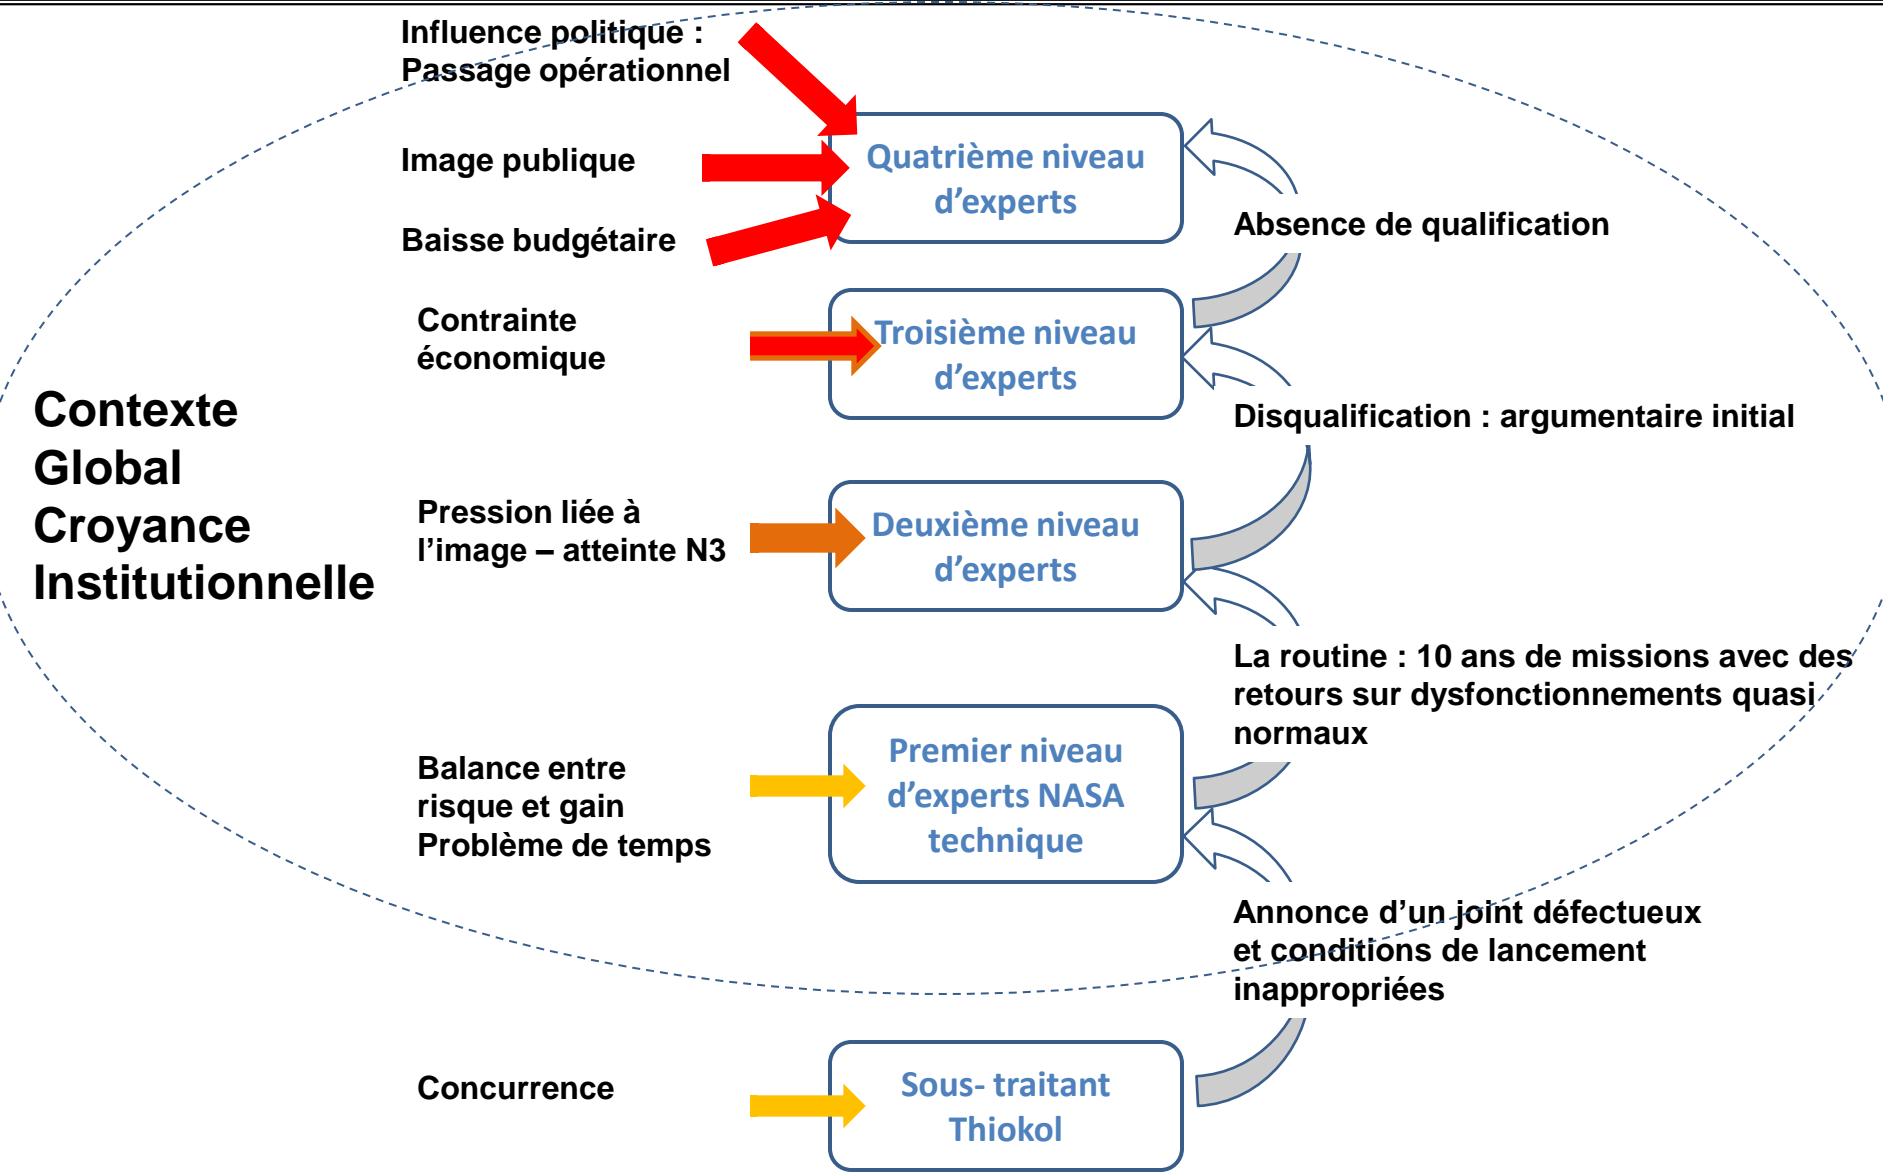 Influence politique :
Passage opérationnel
Image publique
Baisse budgétaire
Quatrième niveau
d’experts
Absence de qualification
Contrainte
économique
Troisième niveau
d’experts
Disqualification : argumentaire initial
Contexte
Global
Croyance
Institutionnelle
Pression liée à
l’image – atteinte N3
Deuxième niveau
d’experts
La routine : 10 ans de missions avec des
retours sur dysfonctionnements quasi
normaux
Balance entre
risque et gain
Problème de temps
Premier niveau
d’experts NASA
technique
Annonce d’un joint défectueux
et conditions de lancement
inappropriées
Concurrence
Sous- traitant
Thiokol